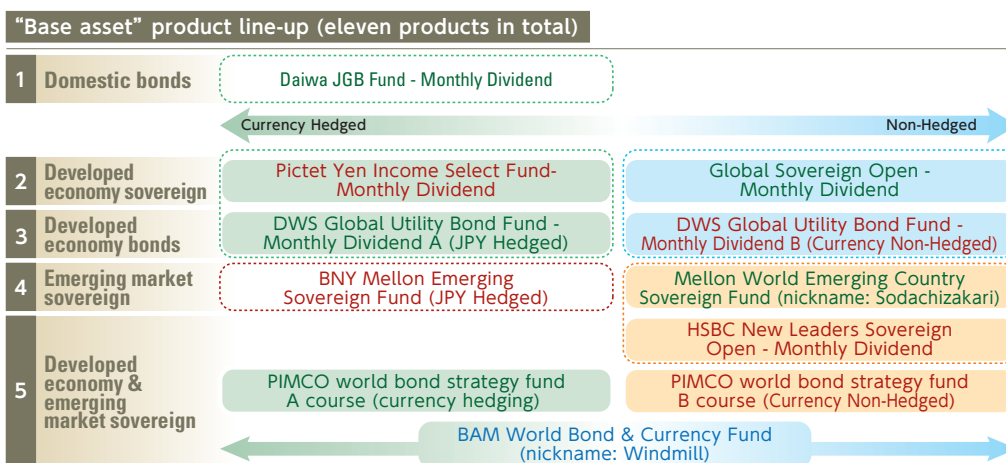 “Base asset” product line-up (eleven products in total)
1 Domestic bonds
Daiwa JGB Fund - Monthly Dividend
Currency Hedged
Non-Hedged
2 Developed
economy sovereign
Pictet Yen Income Select Fund-
Monthly Dividend
Global Sovereign Open -
Monthly Dividend
3 Developed
economy bonds
DWS Global Utility Bond Fund -
Monthly Dividend A (JPY Hedged)
DWS Global Utility Bond Fund -
Monthly Dividend B (Currency Non-Hedged)
4 Emerging market
sovereign
BNY Mellon Emerging
Sovereign Fund (JPY Hedged)
Mellon World Emerging Country
Sovereign Fund (nickname: Sodachizakari)
HSBC New Leaders Sovereign
Open - Monthly Dividend
5 Developed
economy &
emerging
market sovereign
PIMCO world bond strategy fund
A course (currency hedging)
PIMCO world bond strategy fund
B course (Currency Non-Hedged)
BAM World Bond & Currency Fund
(nickname: Windmill)